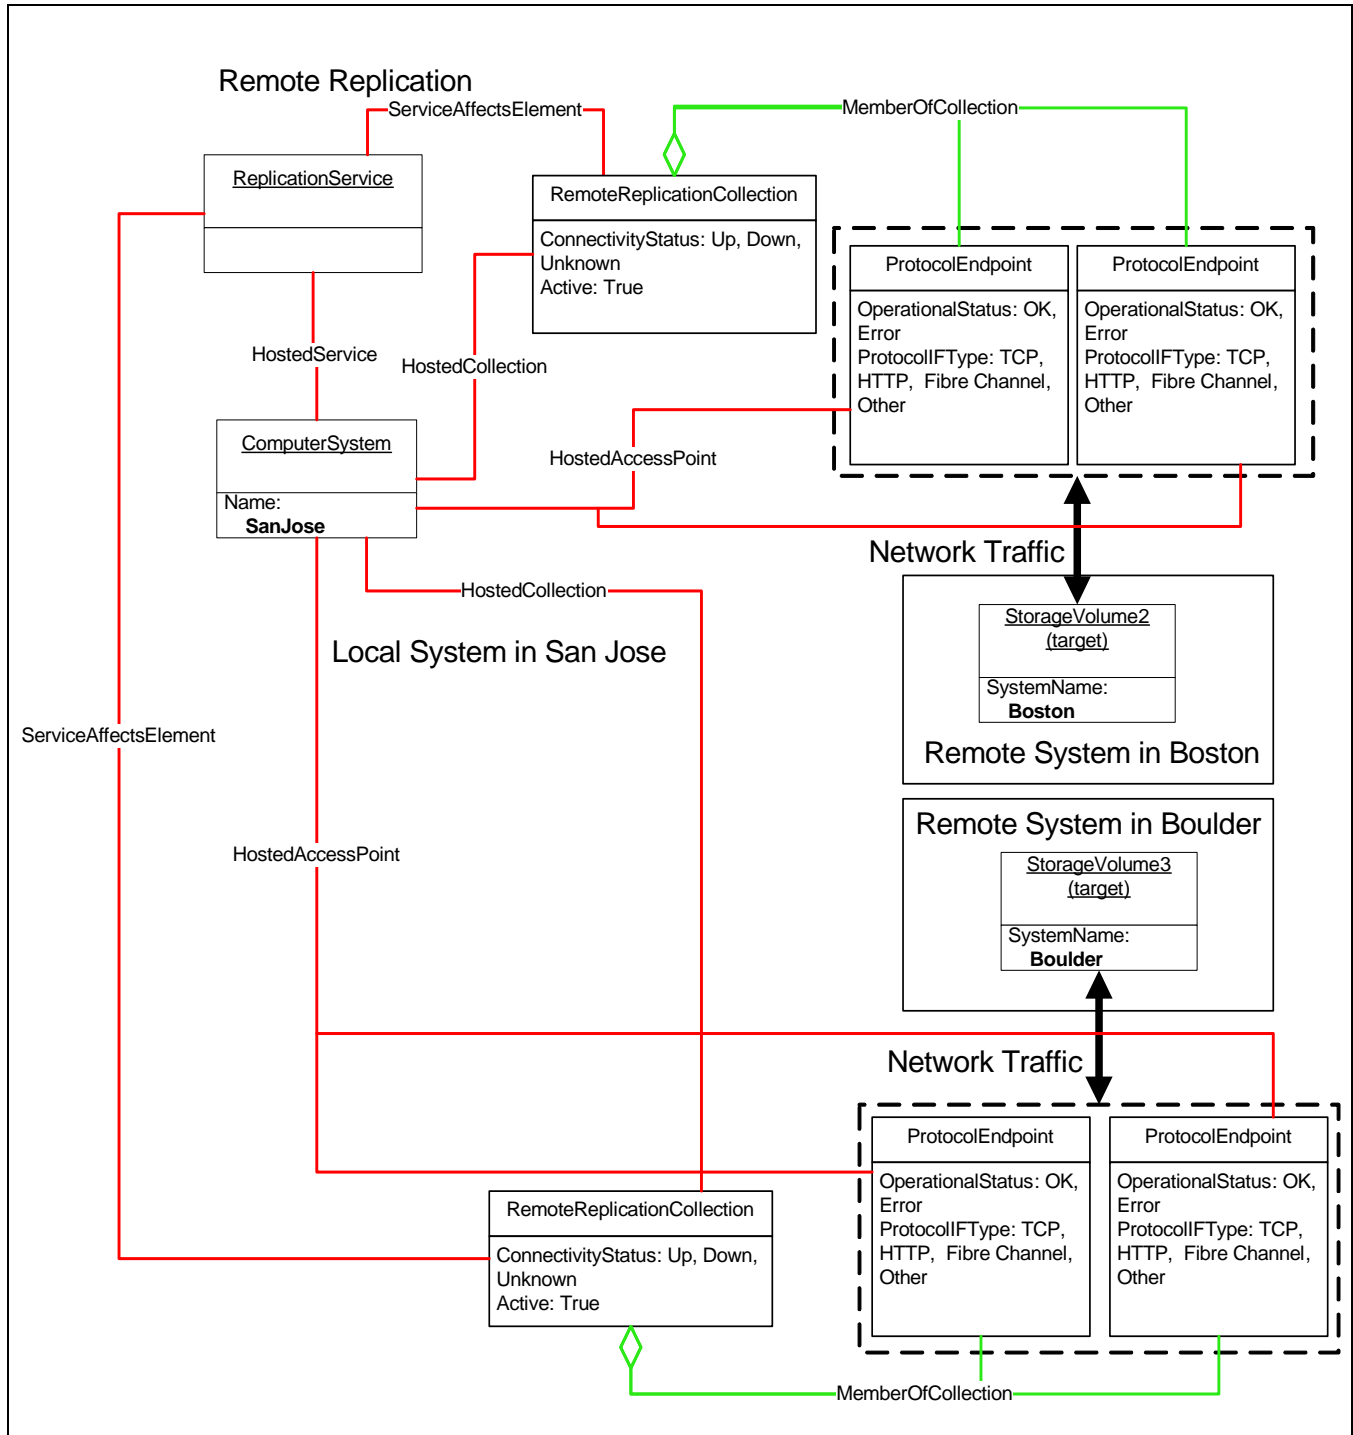 Remote Replication
ServiceAffectsElement
MemberOfCollection
ReplicationService
RemoteReplicationCollection
ConnectivityStatus: Up, Down,
Unknown
Active: True
ProtocolEndpoint
OperationalStatus: OK,
Error
ProtocolIFType: TCP,
HTTP, Fibre Channel,
Other
ProtocolEndpoint
OperationalStatus: OK,
Error
ProtocolIFType: TCP,
HTTP, Fibre Channel,
Other
HostedService
HostedCollection
ComputerSystem
Name:
SanJose
HostedAccessPoint
Network Traffic
HostedCollection
StorageVolume2
(target)
SystemName:
Boston
Remote System in Boston
Local System in San Jose
ServiceAffectsElement
Remote System in Boulder
StorageVolume3
(target)
SystemName:
Boulder
HostedAccessPoint
Network Traffic
ProtocolEndpoint
OperationalStatus: OK,
Error
ProtocolIFType: TCP,
HTTP, Fibre Channel,
Other
ProtocolEndpoint
OperationalStatus: OK,
Error
ProtocolIFType: TCP,
HTTP, Fibre Channel,
Other
RemoteReplicationCollection
ConnectivityStatus: Up, Down,
Unknown
Active: True
MemberOfCollection